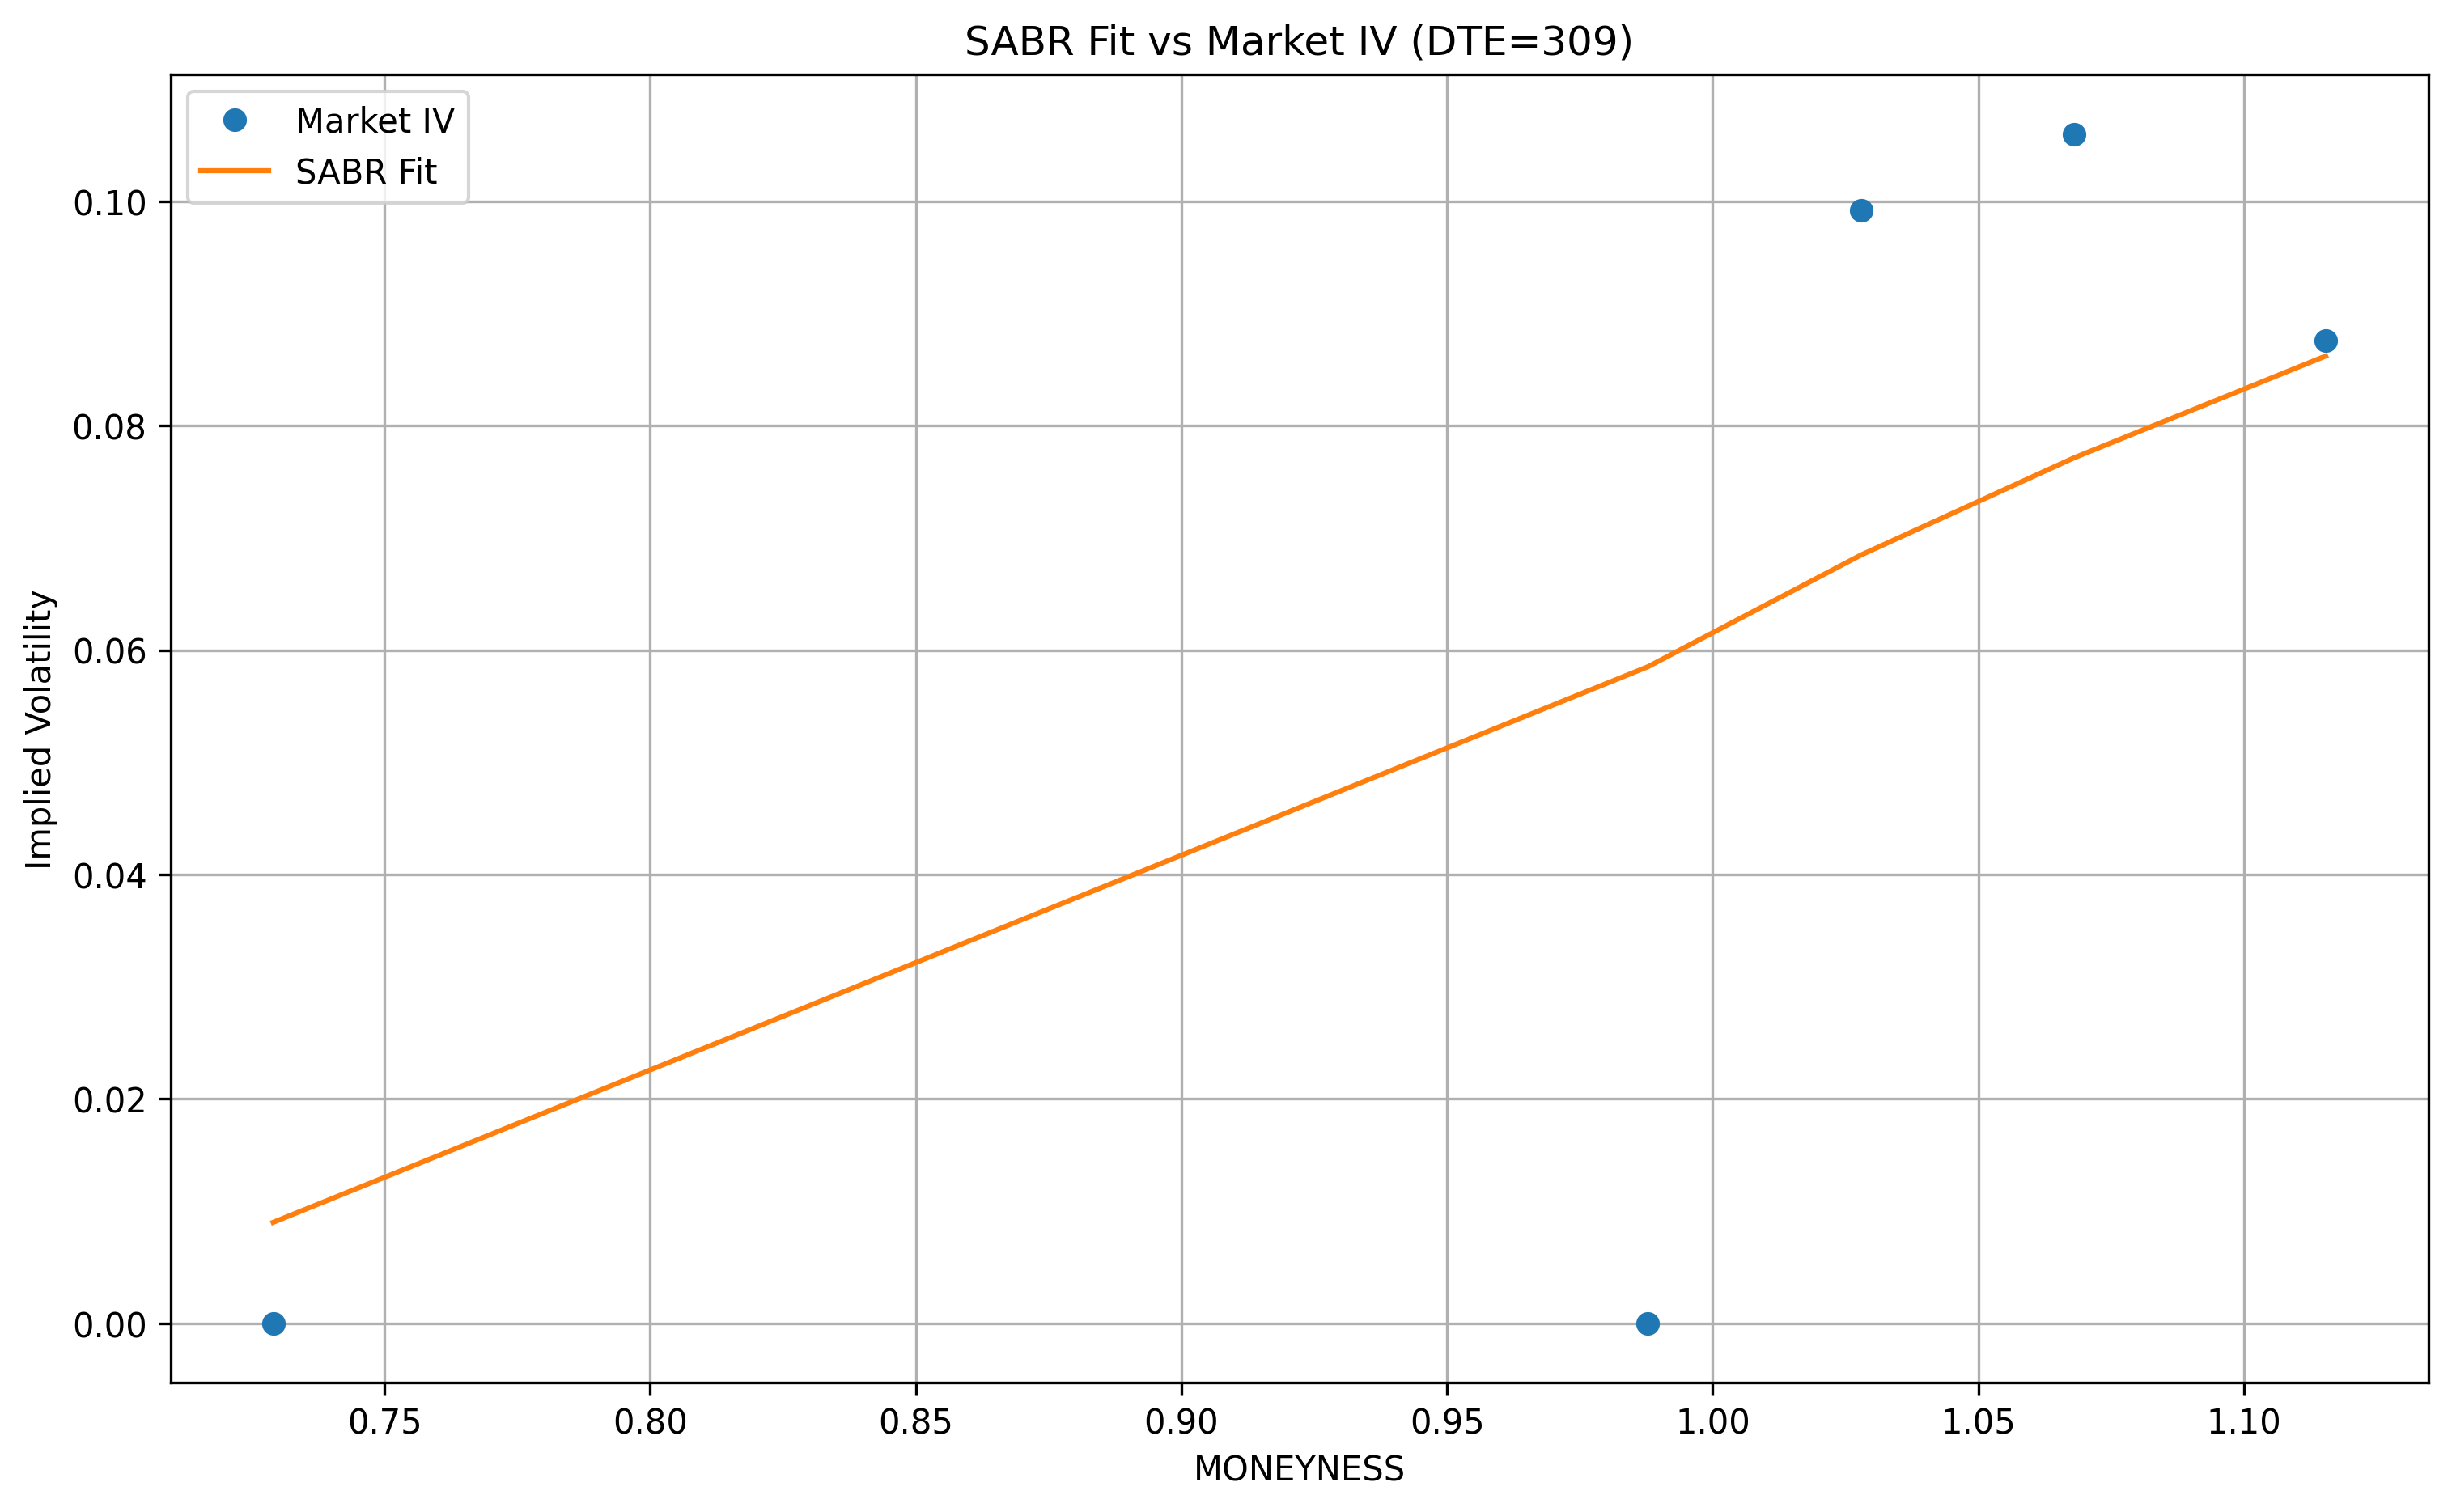 SABR Fit vs Market IV (DTE=309)
Market IV
SABR Fit
Implied Volatility
0.10
0.08
0.06
0.04
0.02
0.00
0.75 0.80 0.85 0.90 0.95 1.00 1.05 1.10
MONEYNESS